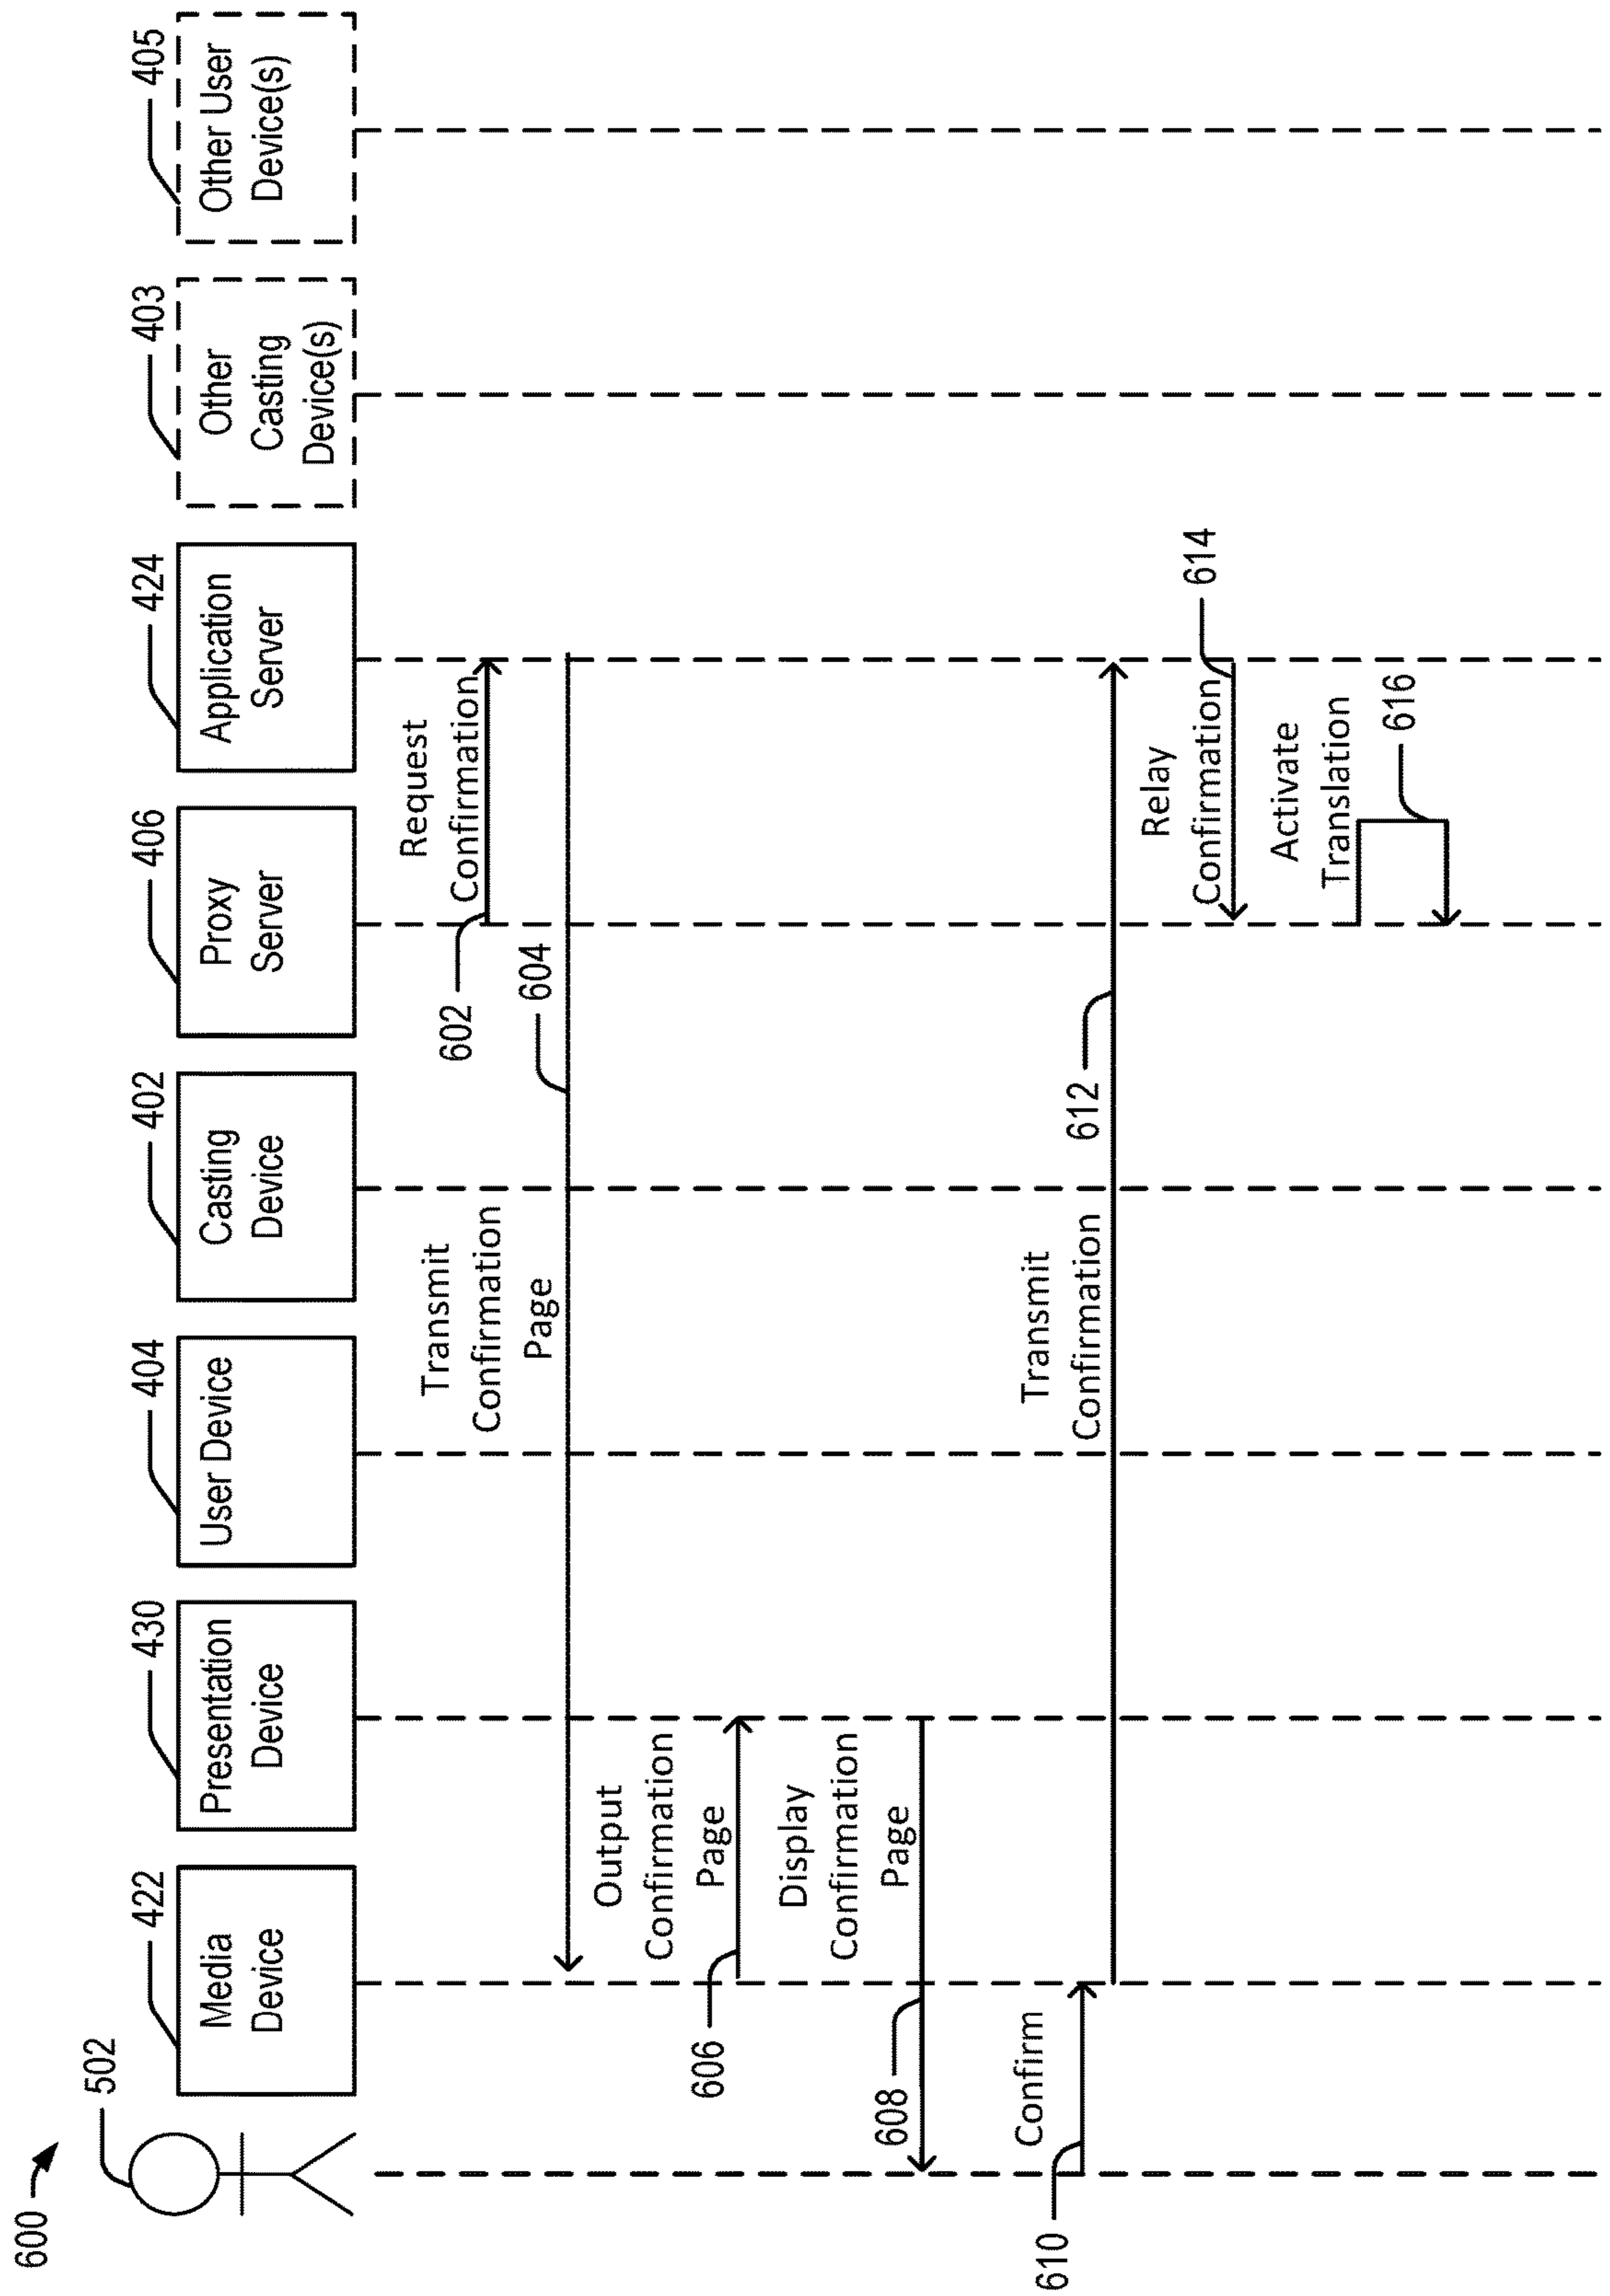 600
502
422
Media
Device
430
Presentation
Device
404
User Device
402
Casting
Device
406
Proxy
Server
424
Application
Server
403
Other
Casting
Device(s)
405
Other User
Device(s)
Request
Confirmation
602
Transmit
Confirmation
Page
604
Output
Confirmation
Page
606
Display
Confirmation
Page
608
Confirm
610
Transmit
Confirmation
612
Relay
Confirmation
614
Activate
Translation
616